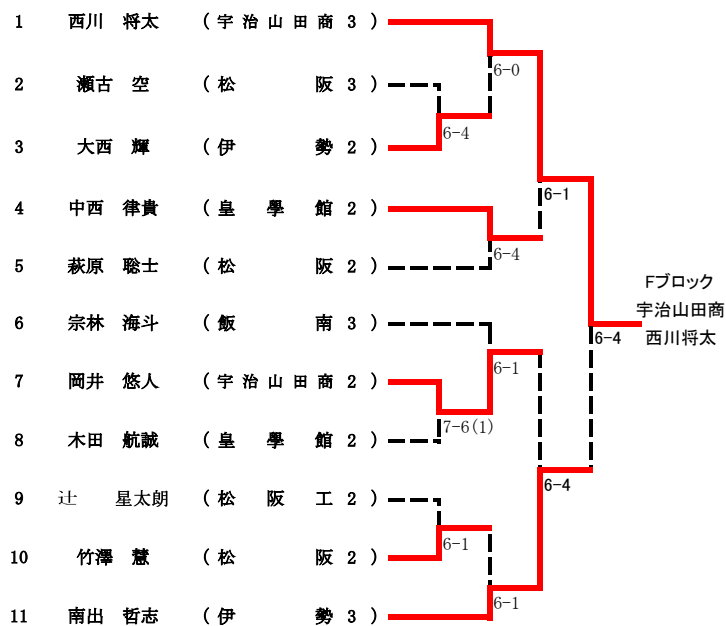 1 西川 将太 (宇治山田商 3)
6-0
2 瀬古 空 (松阪 3)
6-4
3 大西 輝 (伊勢 2)
6-1
4 中西 律貴 (皇學館 2)
6-4
5 萩原 聡士 (松阪 2)
Fブロック
宇治山田商
西川将太
6-4
6 宗林 海斗 (飯南 3)
6-1
7 岡井 悠人 (宇治山田商 2)
7-6(1)
8 木田 航誠 (皇學館 2)
6-4
9 辻 星太朗 (松阪工 2)
6-1
10 竹澤 慧 (松阪 2)
6-1
11 南出 哲志 (伊勢 3)